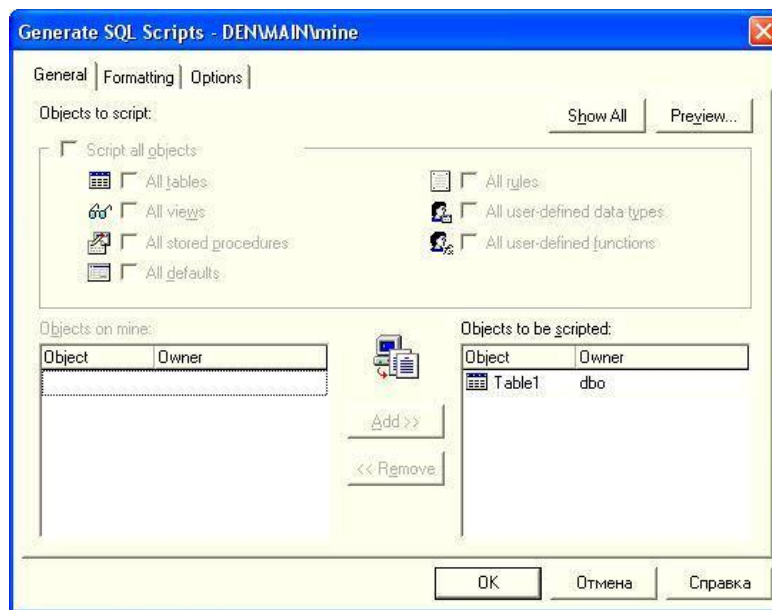 Generate SQL Scripts - DEN\MAIN\mine
General Formatting Options
Objects to script: Show All Preview...
Script all objects
All tables All rules
All views All user-defined data types
All stored procedures All user-defined functions
All defaults
Objects on mine: Objects to be scripted:
Object Owner Object Owner
Table1 dbo
Add >>
<< Remove
OK Отмена Справка